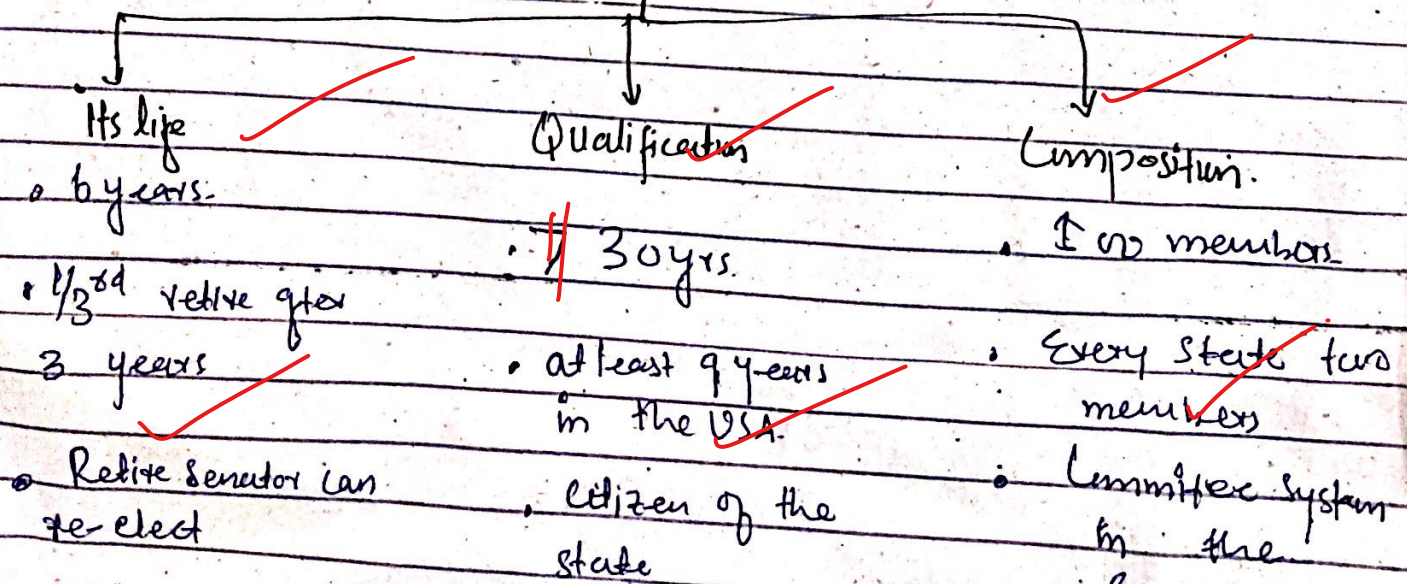 Its life
• 6 years.
• 1/3rd retire after
3 years
• Retire Senator can
re-elect
Qualification
• 30 yrs.
• at least 9 years
in the USA.
• Citizen of the
state
Composition.
• 100 members
• Every State two
members
• Committee System
in the